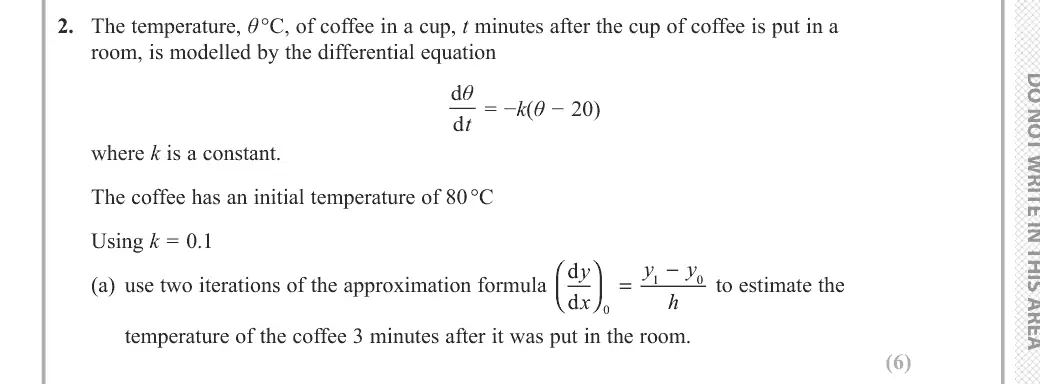 2. The temperature, θ°C, of coffee in a cup, t minutes after the cup of coffee is put in a
room, is modelled by the differential equation
dθ/dt = −k(θ − 20)
where k is a constant.
The coffee has an initial temperature of 80 °C
Using k = 0.1
(a) use two iterations of the approximation formula (dy/dx)₀ = (y₁ − y₀)/h to estimate the
temperature of the coffee 3 minutes after it was put in the room.
(6)
DO NOT WRITE IN THIS AREA